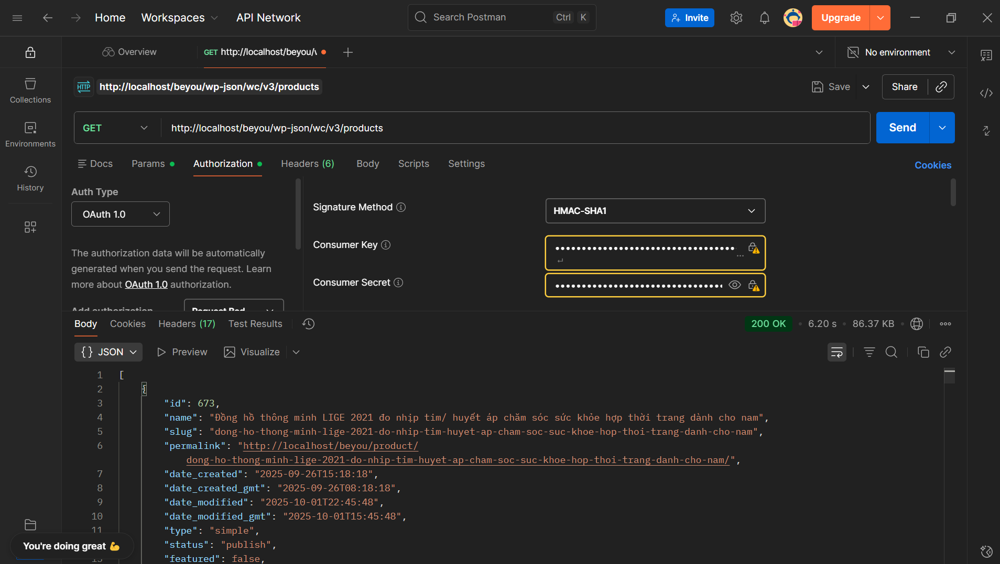 Home
Workspaces
API Network
Search Postman
Ctrl K
Invite
Upgrade
Overview
GET http://localhost/beyou/
No environment
HTTP http://localhost/beyou/wp-json/wc/v3/products
Save
Share
Collections
Environments
History
GET
http://localhost/beyou/wp-json/wc/v3/products
Send
Docs
Params
Authorization
Headers (6)
Body
Scripts
Settings
Cookies
Auth Type
OAuth 1.0
The authorization data will be automatically
generated when you send the request. Learn
more about OAuth 1.0 authorization.
Add authorization
Signature Method
HMAC-SHA1
Consumer Key
Consumer Secret
Body
Cookies
Headers (17)
Test Results
200 OK
6.20 s
86.37 KB
{} JSON
Preview
Visualize
1 [
2 {
3 "id": 673,
4 "name": "Đồng hồ thông minh LIGE 2021 đo nhịp tim/ huyết áp chăm sóc sức khỏe hợp thời trang dành cho nam",
5 "slug": "dong-ho-thong-minh-lige-2021-do-nhip-tim-huyet-ap-cham-soc-suc-khoe-hop-thoi-trang-danh-cho-nam",
6 "permalink": "http://localhost/beyou/product/
dong-ho-thong-minh-lige-2021-do-nhip-tim-huyet-ap-cham-soc-suc-khoe-hop-thoi-trang-danh-cho-nam/",
7 "date_created": "2025-09-26T15:18:18",
8 "date_created_gmt": "2025-09-26T08:18:18",
9 "date_modified": "2025-10-01T22:45:48",
10 "date_modified_gmt": "2025-10-01T15:45:48",
11 "type": "simple",
"status": "publish",
13 "featured": false,
You're doing great 💪